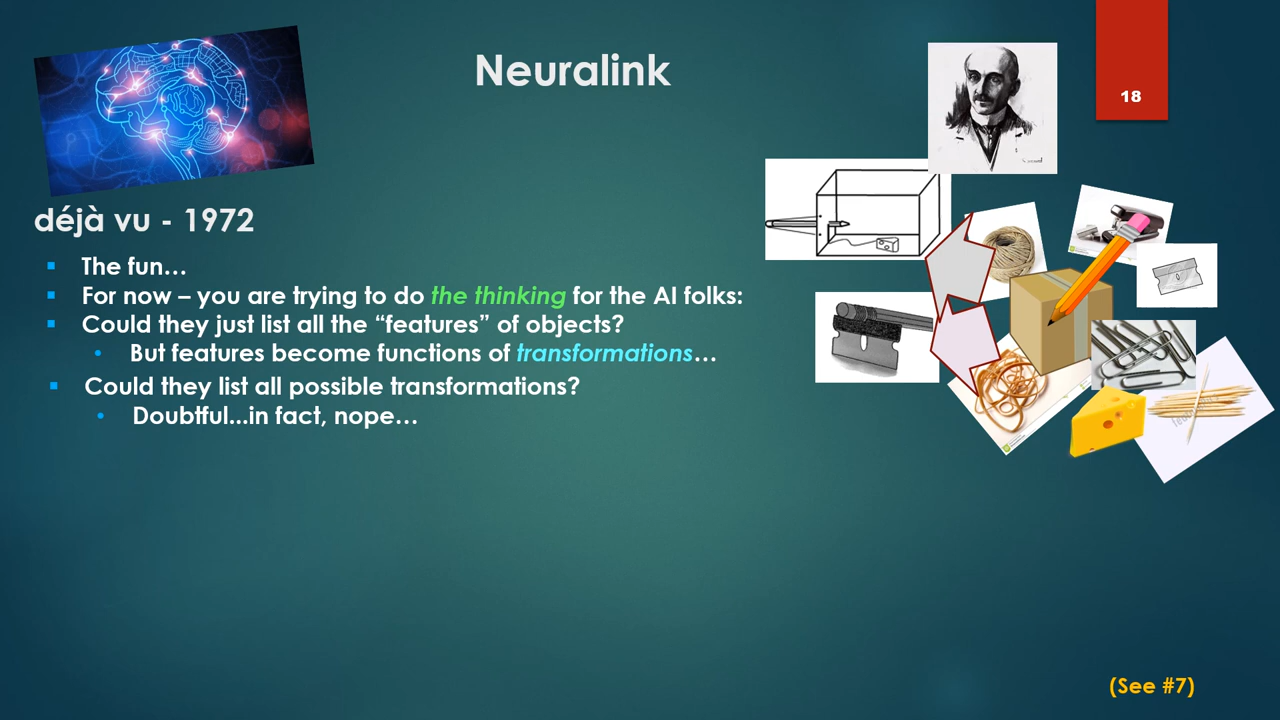 Neuralink
18
déjà vu - 1972
The fun…
For now – you are trying to do the thinking for the AI folks:
Could they just list all the “features” of objects?
But features become functions of transformations…
Could they list all possible transformations?
Doubtful...in fact, nope…
(See #7)